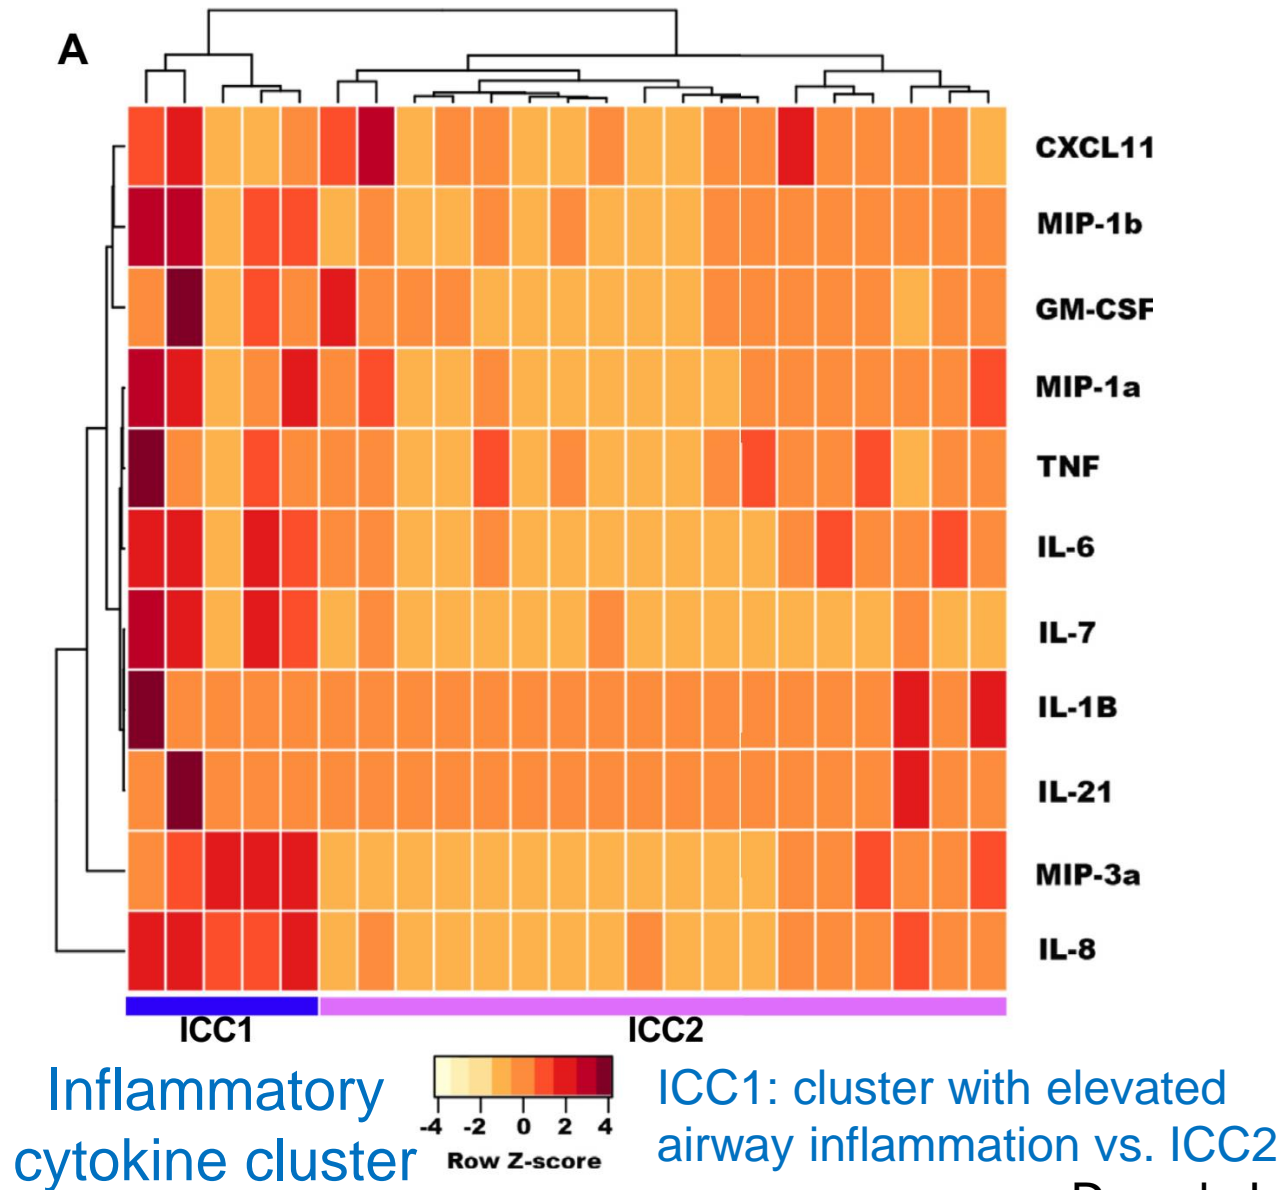 A
CXCL11
MIP-1b
GM-CSF
MIP-1a
TNF
IL-6
IL-7
IL-1B
IL-21
MIP-3a
IL-8
ICC1
ICC2
Inflammatory
cytokine cluster
-4 -2 0 2 4
Row Z-score
ICC1: cluster with elevated
airway inflammation vs. ICC2